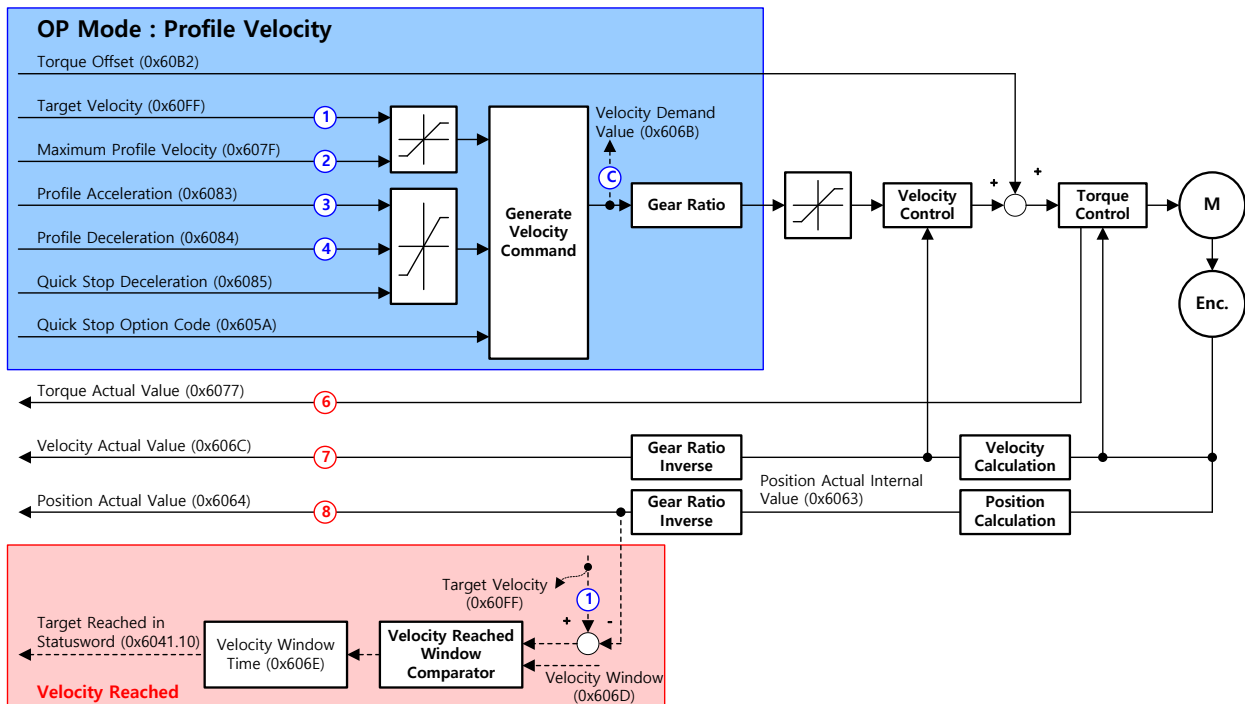 OP Mode : Profile Velocity
Torque Offset (0x60B2)
Target Velocity (0x60FF)
1
Maximum Profile Velocity (0x607F)
2
Profile Acceleration (0x6083)
3
Profile Deceleration (0x6084)
4
Quick Stop Deceleration (0x6085)
Quick Stop Option Code (0x605A)
Generate
Velocity
Command
Velocity Demand
Value (0x606B)
C
Gear Ratio
Velocity
Control
+
+
Torque
Control
M
Enc.
Torque Actual Value (0x6077)
6
Velocity Actual Value (0x606C)
7
Gear Ratio
Inverse
Velocity
Calculation
Position Actual Value (0x6064)
8
Gear Ratio
Inverse
Position Actual Internal
Value (0x6063)
Position
Calculation
Target Velocity
(0x60FF)
1
+
-
Target Reached in
Statusword (0x6041.10)
Velocity Window
Time (0x606E)
Velocity Reached
Window
Comparator
Velocity Window
(0x606D)
Velocity Reached